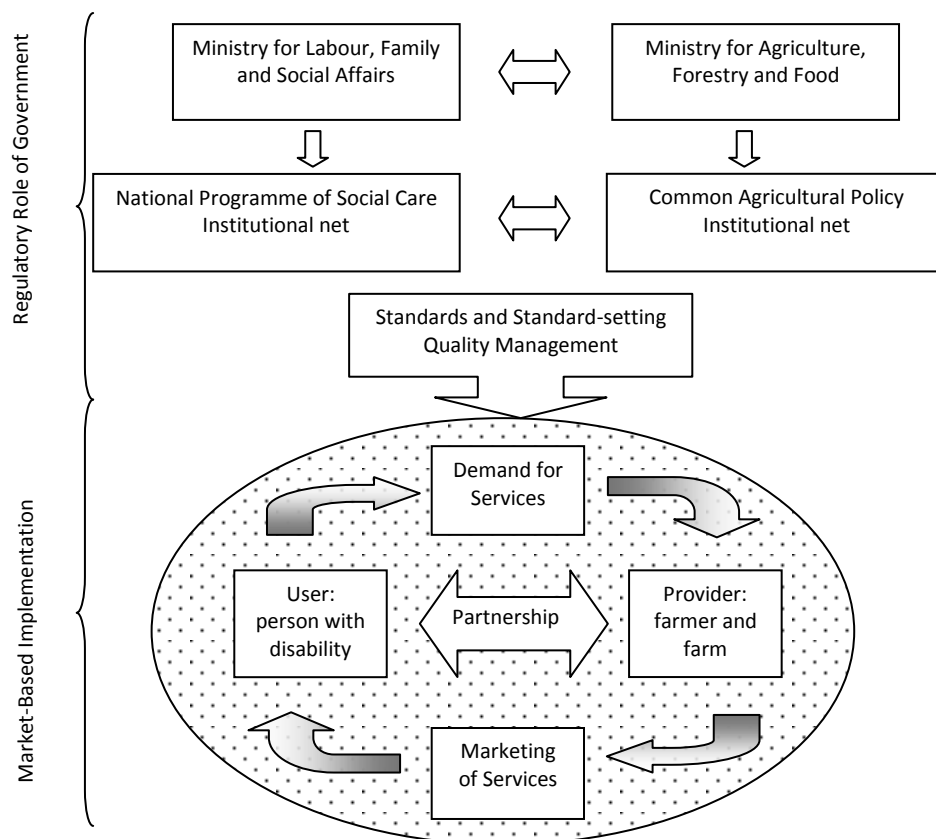 Regulatory Role of Government
Ministry for Labour, Family
and Social Affairs
Ministry for Agriculture,
Forestry and Food
National Programme of Social Care
Institutional net
Common Agricultural Policy
Institutional net
Standards and Standard-setting
Quality Management
Market-Based Implementation
Demand for
Services
User:
person with
disability
Partnership
Provider:
farmer and
farm
Marketing
of Services